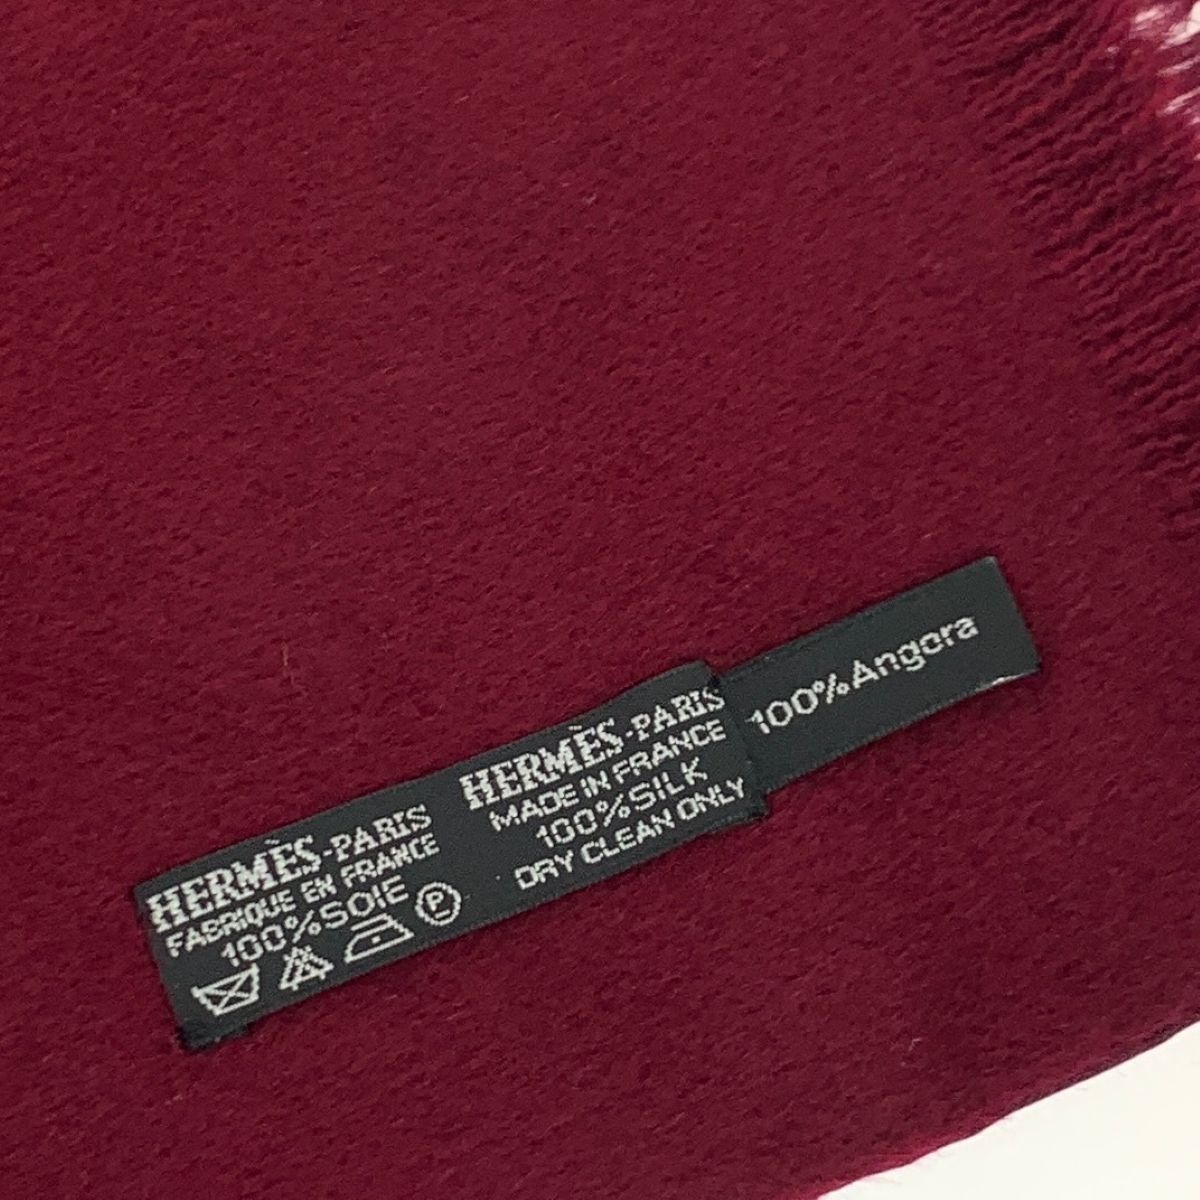 HERMÈS-PARIS
FABRIQUE EN FRANCE
100%SOIE
P
HERMÈS-PARIS
MADE IN FRANCE
100%SILK
DRY CLEAN ONLY
100%Angora